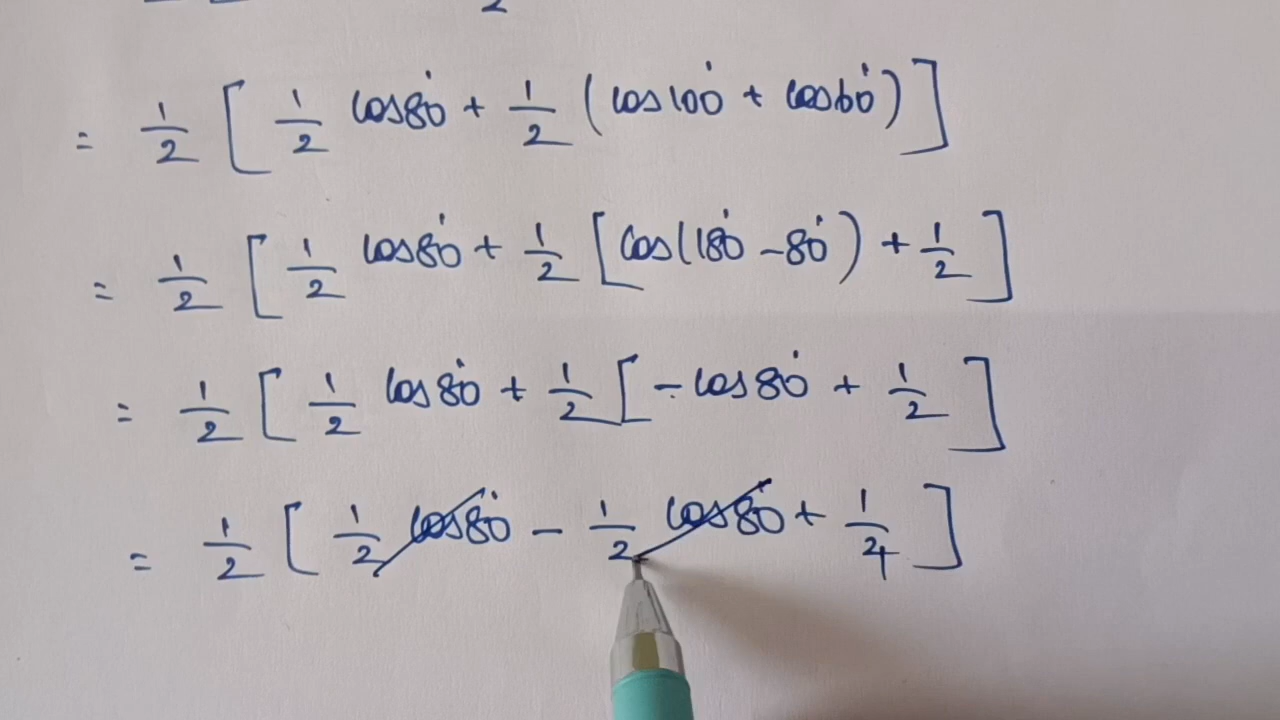 2
= 1/2 [ 1/2 cos80° + 1/2 (cos100° + cos60°) ]
= 1/2 [ 1/2 cos80° + 1/2 [cos(180° - 80°) + 1/2 ]
= 1/2 [ 1/2 cos80° + 1/2 [ - cos80° + 1/2 ]
= 1/2 [ 1/2 cos80° - 1/2 cos80° + 1/4 ]